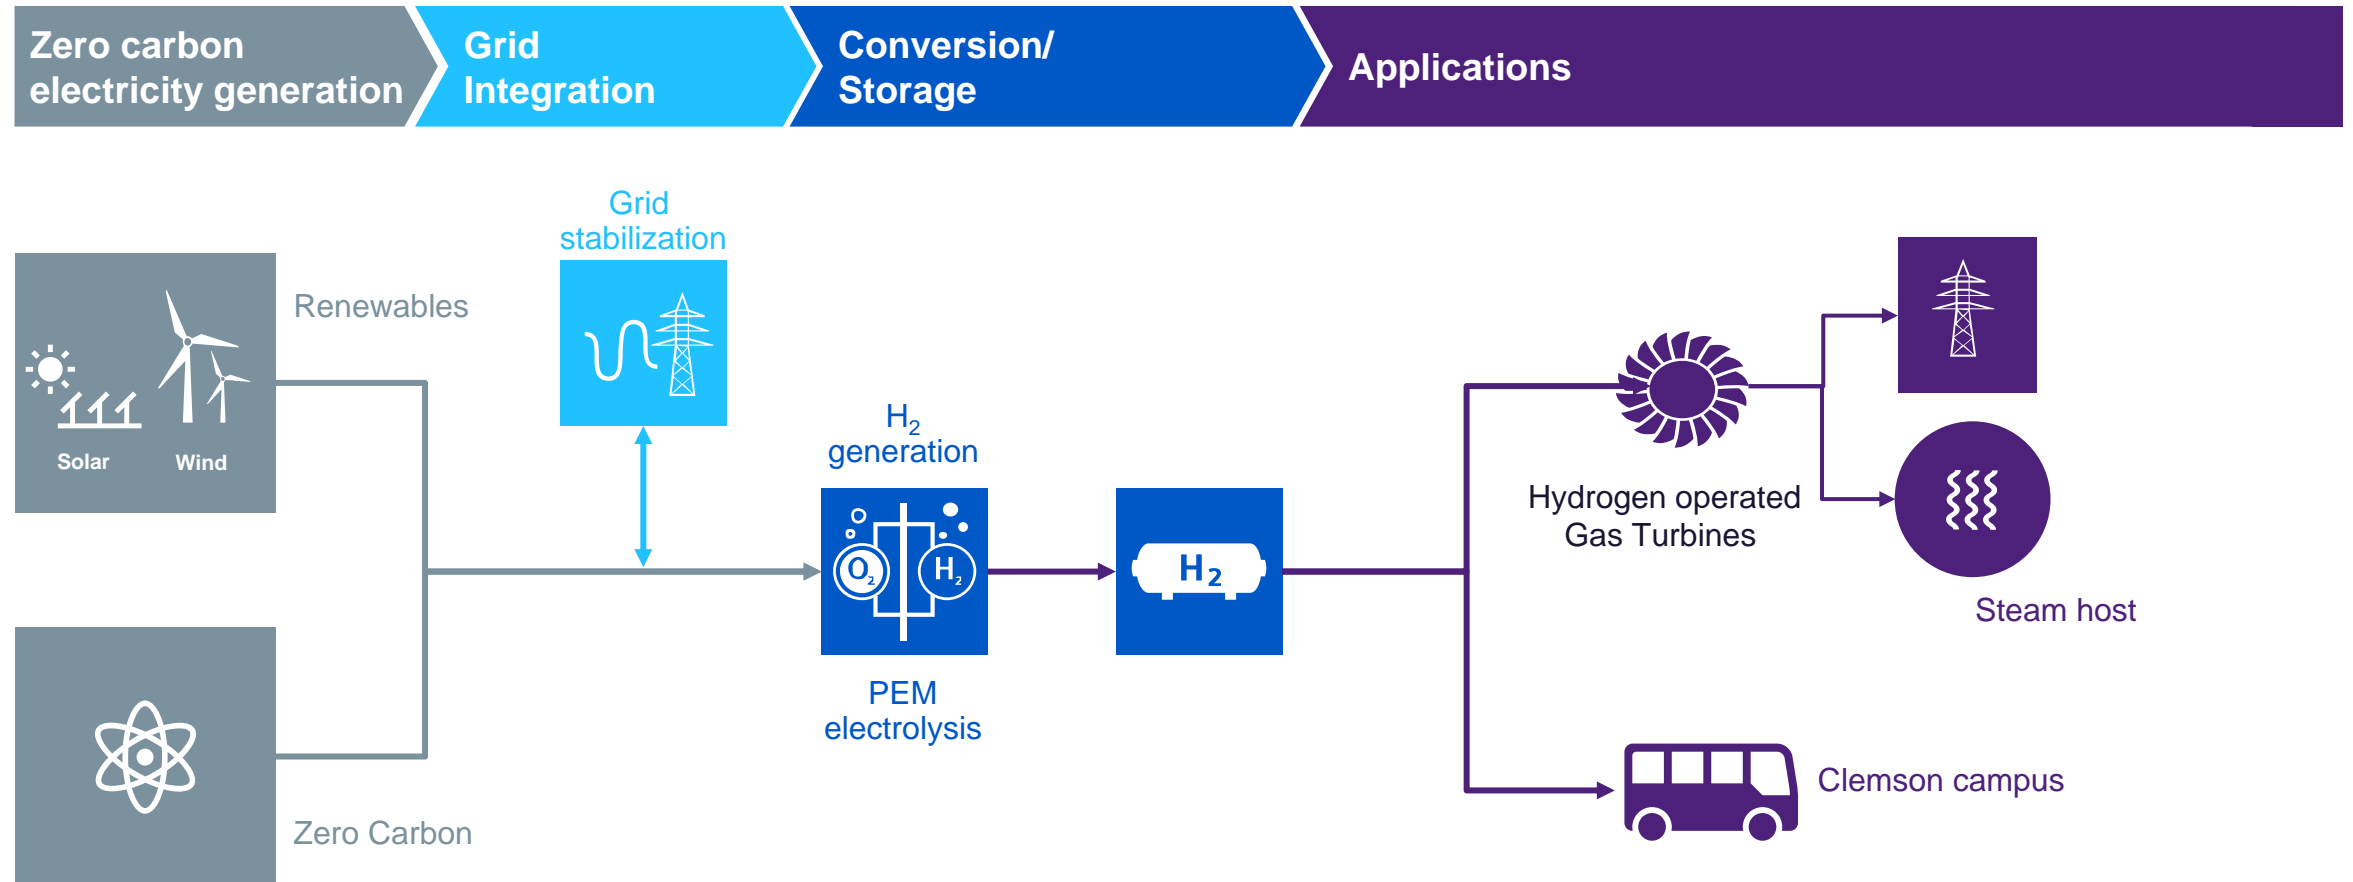 Zero carbon
electricity generation
Grid
Integration
Conversion/
Storage
Applications
Grid
stabilization
Renewables
Solar
Wind
H₂
generation
O₂
H₂
H₂
PEM
electrolysis
Hydrogen operated
Gas Turbines
Steam host
Clemson campus
Zero Carbon